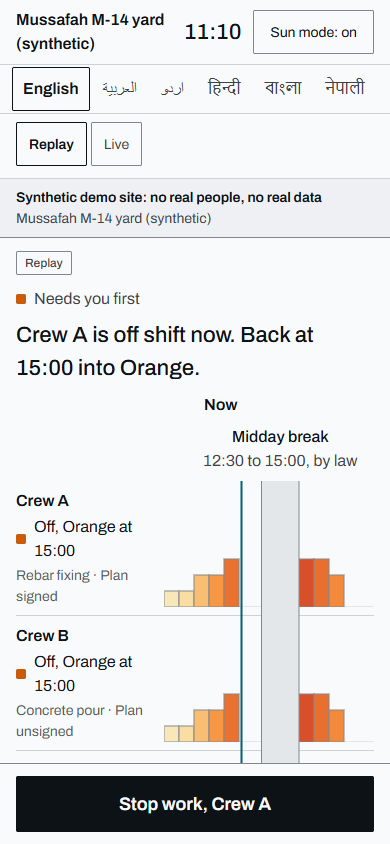 Mussafah M-14 yard
(synthetic)
11:10
Sun mode: on
English
العربية
اردو
हिन्दी
বাংলা
नेपाली
Replay
Live
Synthetic demo site: no real people, no real data
Mussafah M-14 yard (synthetic)
Replay
Needs you first
Crew A is off shift now. Back at
15:00 into Orange.
Now
Midday break
12:30 to 15:00, by law
Crew A
Off, Orange at
15:00
Rebar fixing · Plan
signed
Crew B
Off, Orange at
15:00
Concrete pour · Plan
unsigned
Stop work, Crew A